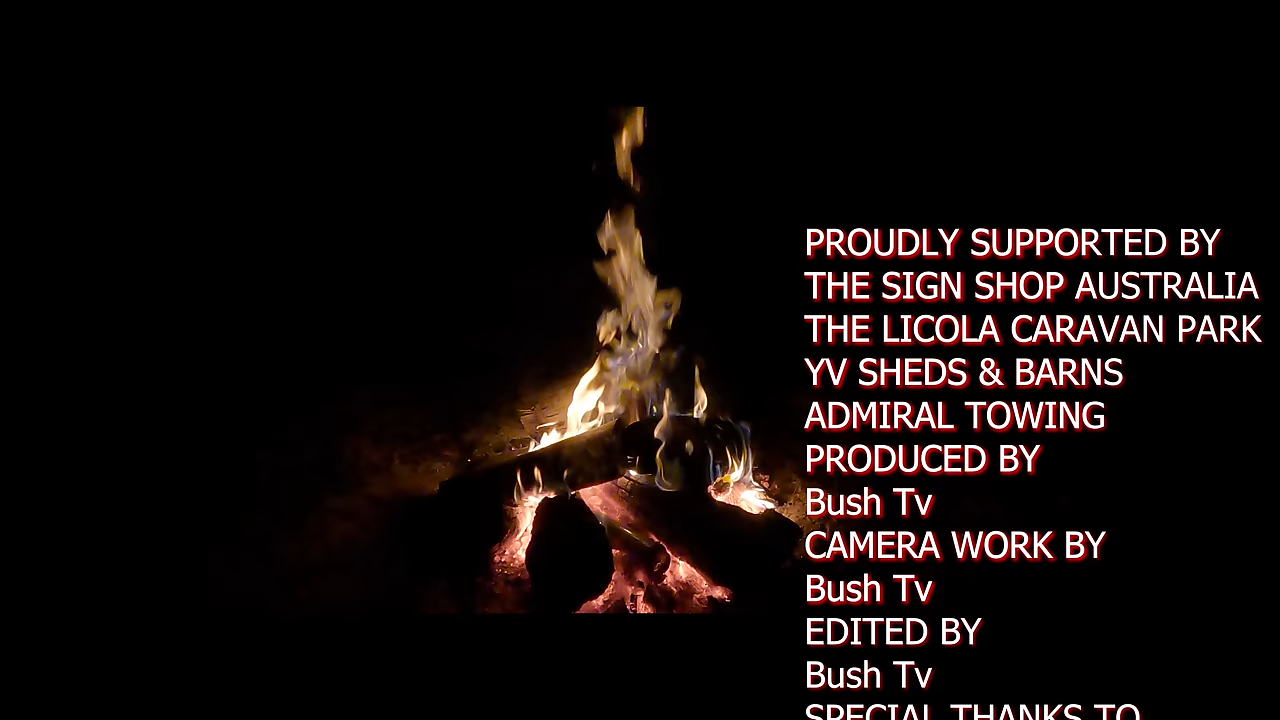 PROUDLY SUPPORTED BY
THE SIGN SHOP AUSTRALIA
THE LICOLA CARAVAN PARK
YV SHEDS & BARNS
ADMIRAL TOWING
PRODUCED BY
Bush Tv
CAMERA WORK BY
Bush Tv
EDITED BY
Bush Tv
SPECIAL THANKS TO